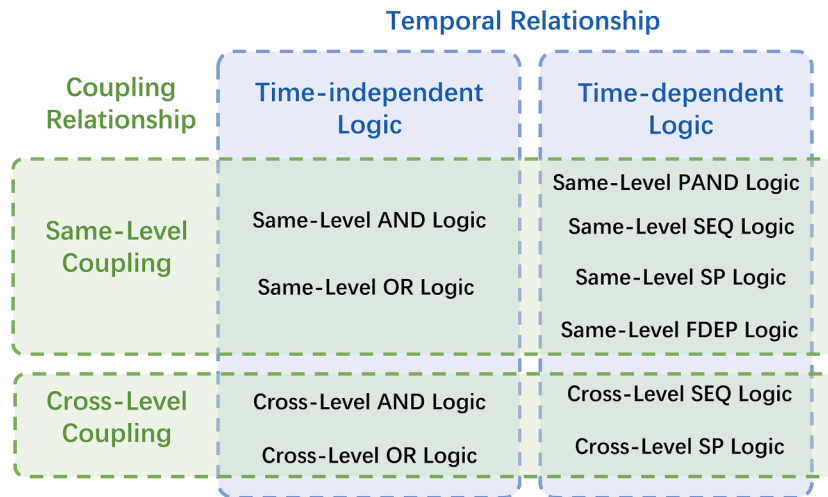 Temporal Relationship
Coupling
Relationship
Time-independent
Logic
Time-dependent
Logic
Same-Level
Coupling
Same-Level AND Logic
Same-Level OR Logic
Same-Level PAND Logic
Same-Level SEQ Logic
Same-Level SP Logic
Same-Level FDEP Logic
Cross-Level
Coupling
Cross-Level AND Logic
Cross-Level OR Logic
Cross-Level SEQ Logic
Cross-Level SP Logic